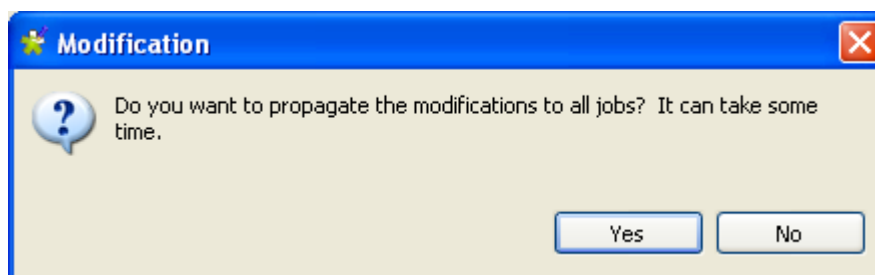 Modification
Do you want to propagate the modifications to all jobs?  It can take some
time.
Yes
No